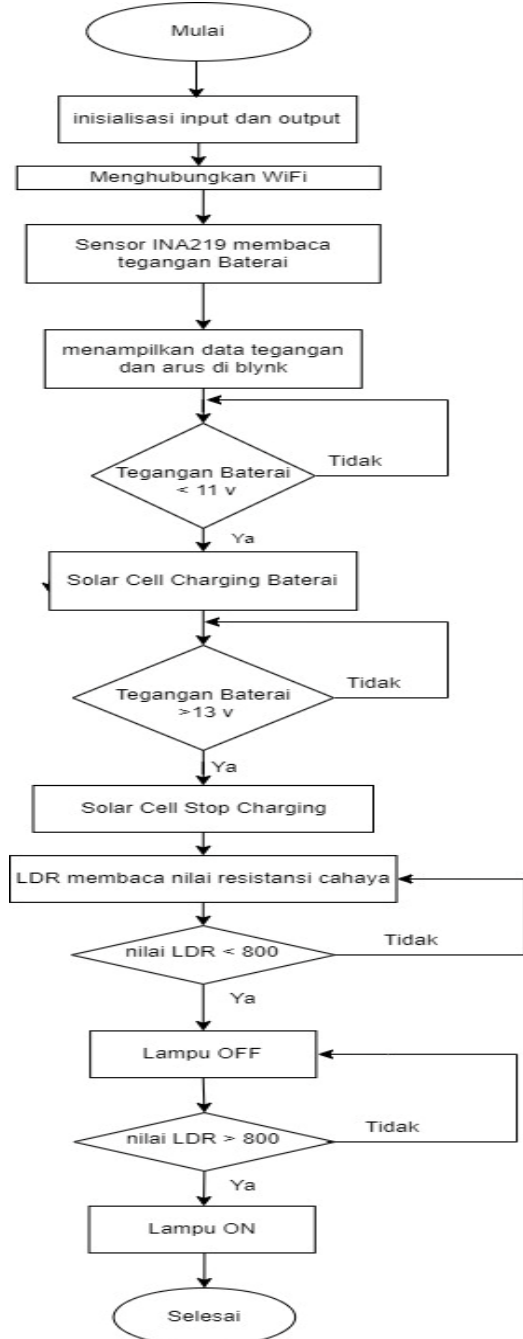 Mulai
inisialisasi input dan output
Menghubungkan WiFi
Sensor INA219 membaca
tegangan Baterai
menampilkan data tegangan
dan arus di blynk
Tegangan Baterai
< 11 v
Tidak
Ya
Solar Cell Charging Baterai
Tegangan Baterai
>13 v
Tidak
Ya
Solar Cell Stop Charging
LDR membaca nilai resistansi cahaya
nilai LDR < 800
Tidak
Ya
Lampu OFF
nilai LDR > 800
Tidak
Ya
Lampu ON
Selesai